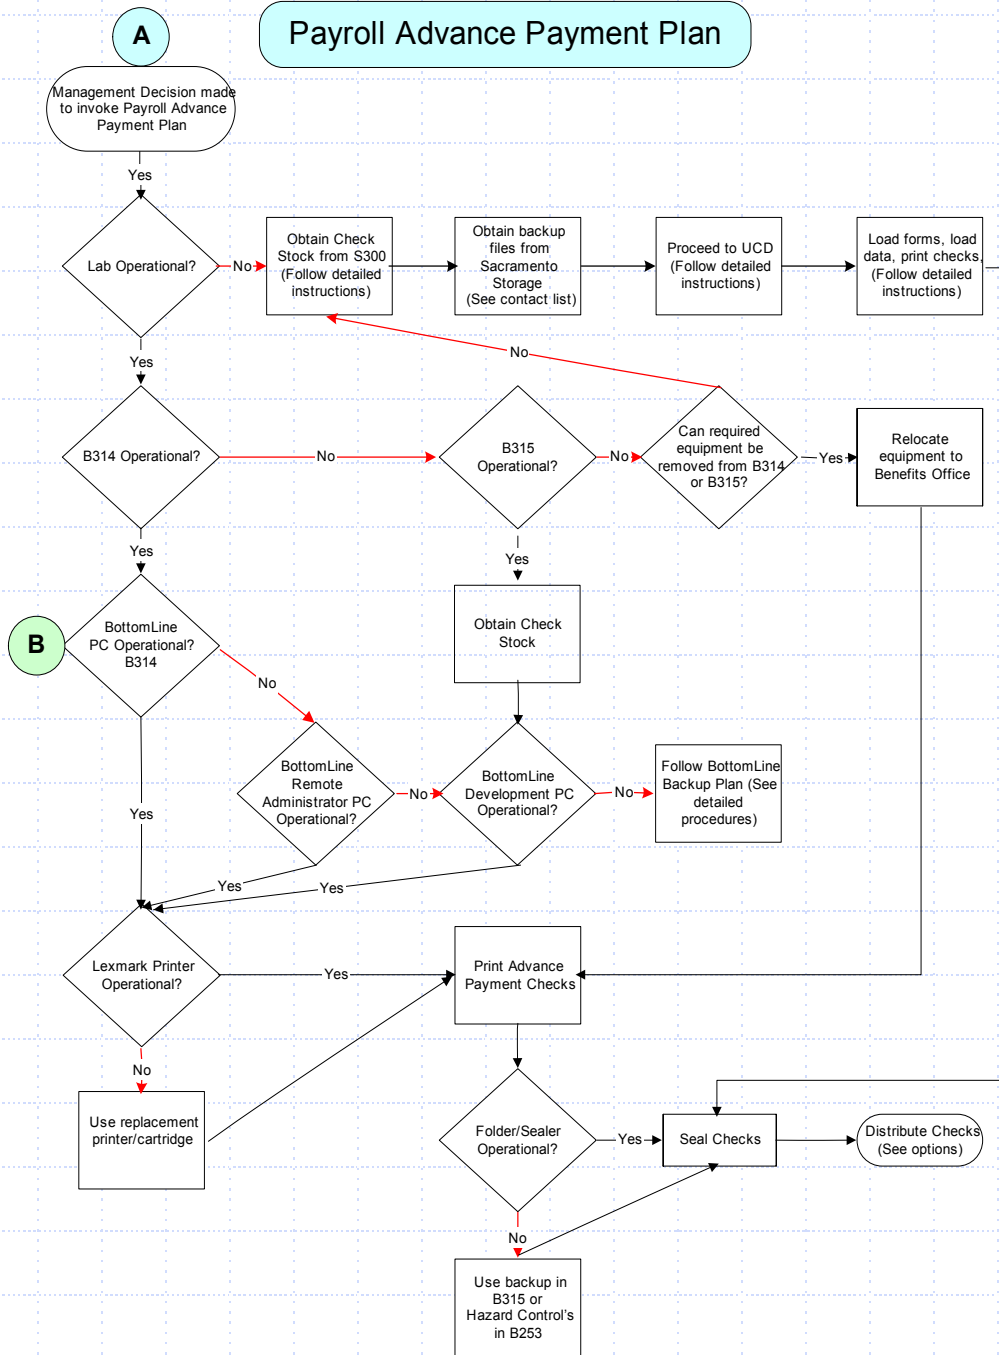 A
Payroll Advance Payment Plan
Management Decision made
to invoke Payroll Advance
Payment Plan
Yes
Lab Operational?
No
Obtain Check
Stock from S300
(Follow detailed
instructions)
Obtain backup
files from
Sacramento
Storage
(See contact list)
Proceed to UCD
(Follow detailed
instructions)
Load forms, load
data, print checks,
(Follow detailed
instructions)
No
Yes
B314 Operational?
No
B315
Operational?
No
Can required
equipment be
removed from B314
or B315?
Yes
Relocate
equipment to
Benefits Office
Yes
Yes
B
BottomLine
PC Operational?
B314
No
Obtain Check
Stock
BottomLine
Remote
Administrator PC
Operational?
No
BottomLine
Development PC
Operational?
No
Follow BottomLine
Backup Plan (See
detailed
procedures)
Yes
Yes
Yes
Lexmark Printer
Operational?
Yes
Print Advance
Payment Checks
No
Use replacement
printer/cartridge
Folder/Sealer
Operational?
Yes
Seal Checks
Distribute Checks
(See options)
No
Use backup in
B315 or
Hazard Control's
in B253